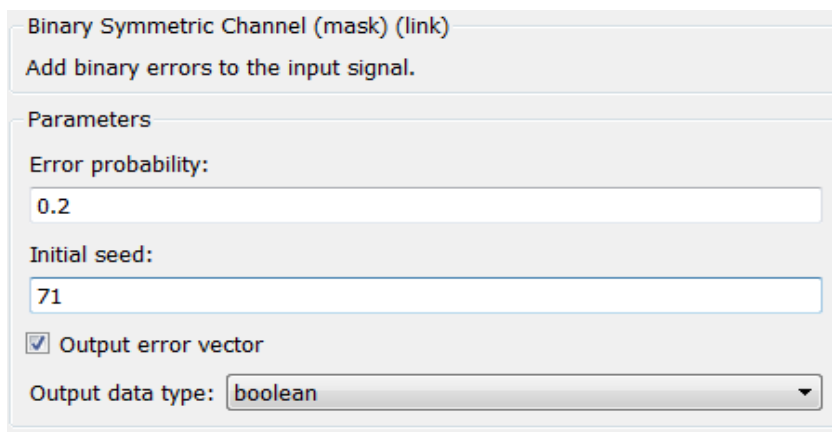 Binary Symmetric Channel (mask) (link)
Add binary errors to the input signal.
Parameters
Error probability:
0.2
Initial seed:
71
Output error vector
Output data type: boolean